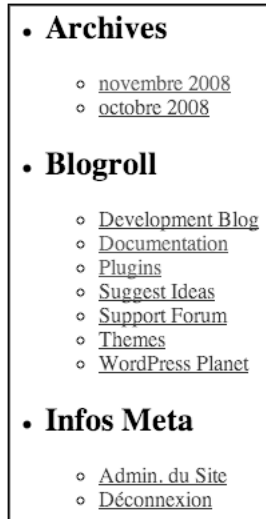 Archives
novembre 2008
octobre 2008
Blogroll
Development Blog
Documentation
Plugins
Suggest Ideas
Support Forum
Themes
WordPress Planet
Infos Meta
Admin. du Site
Déconnexion